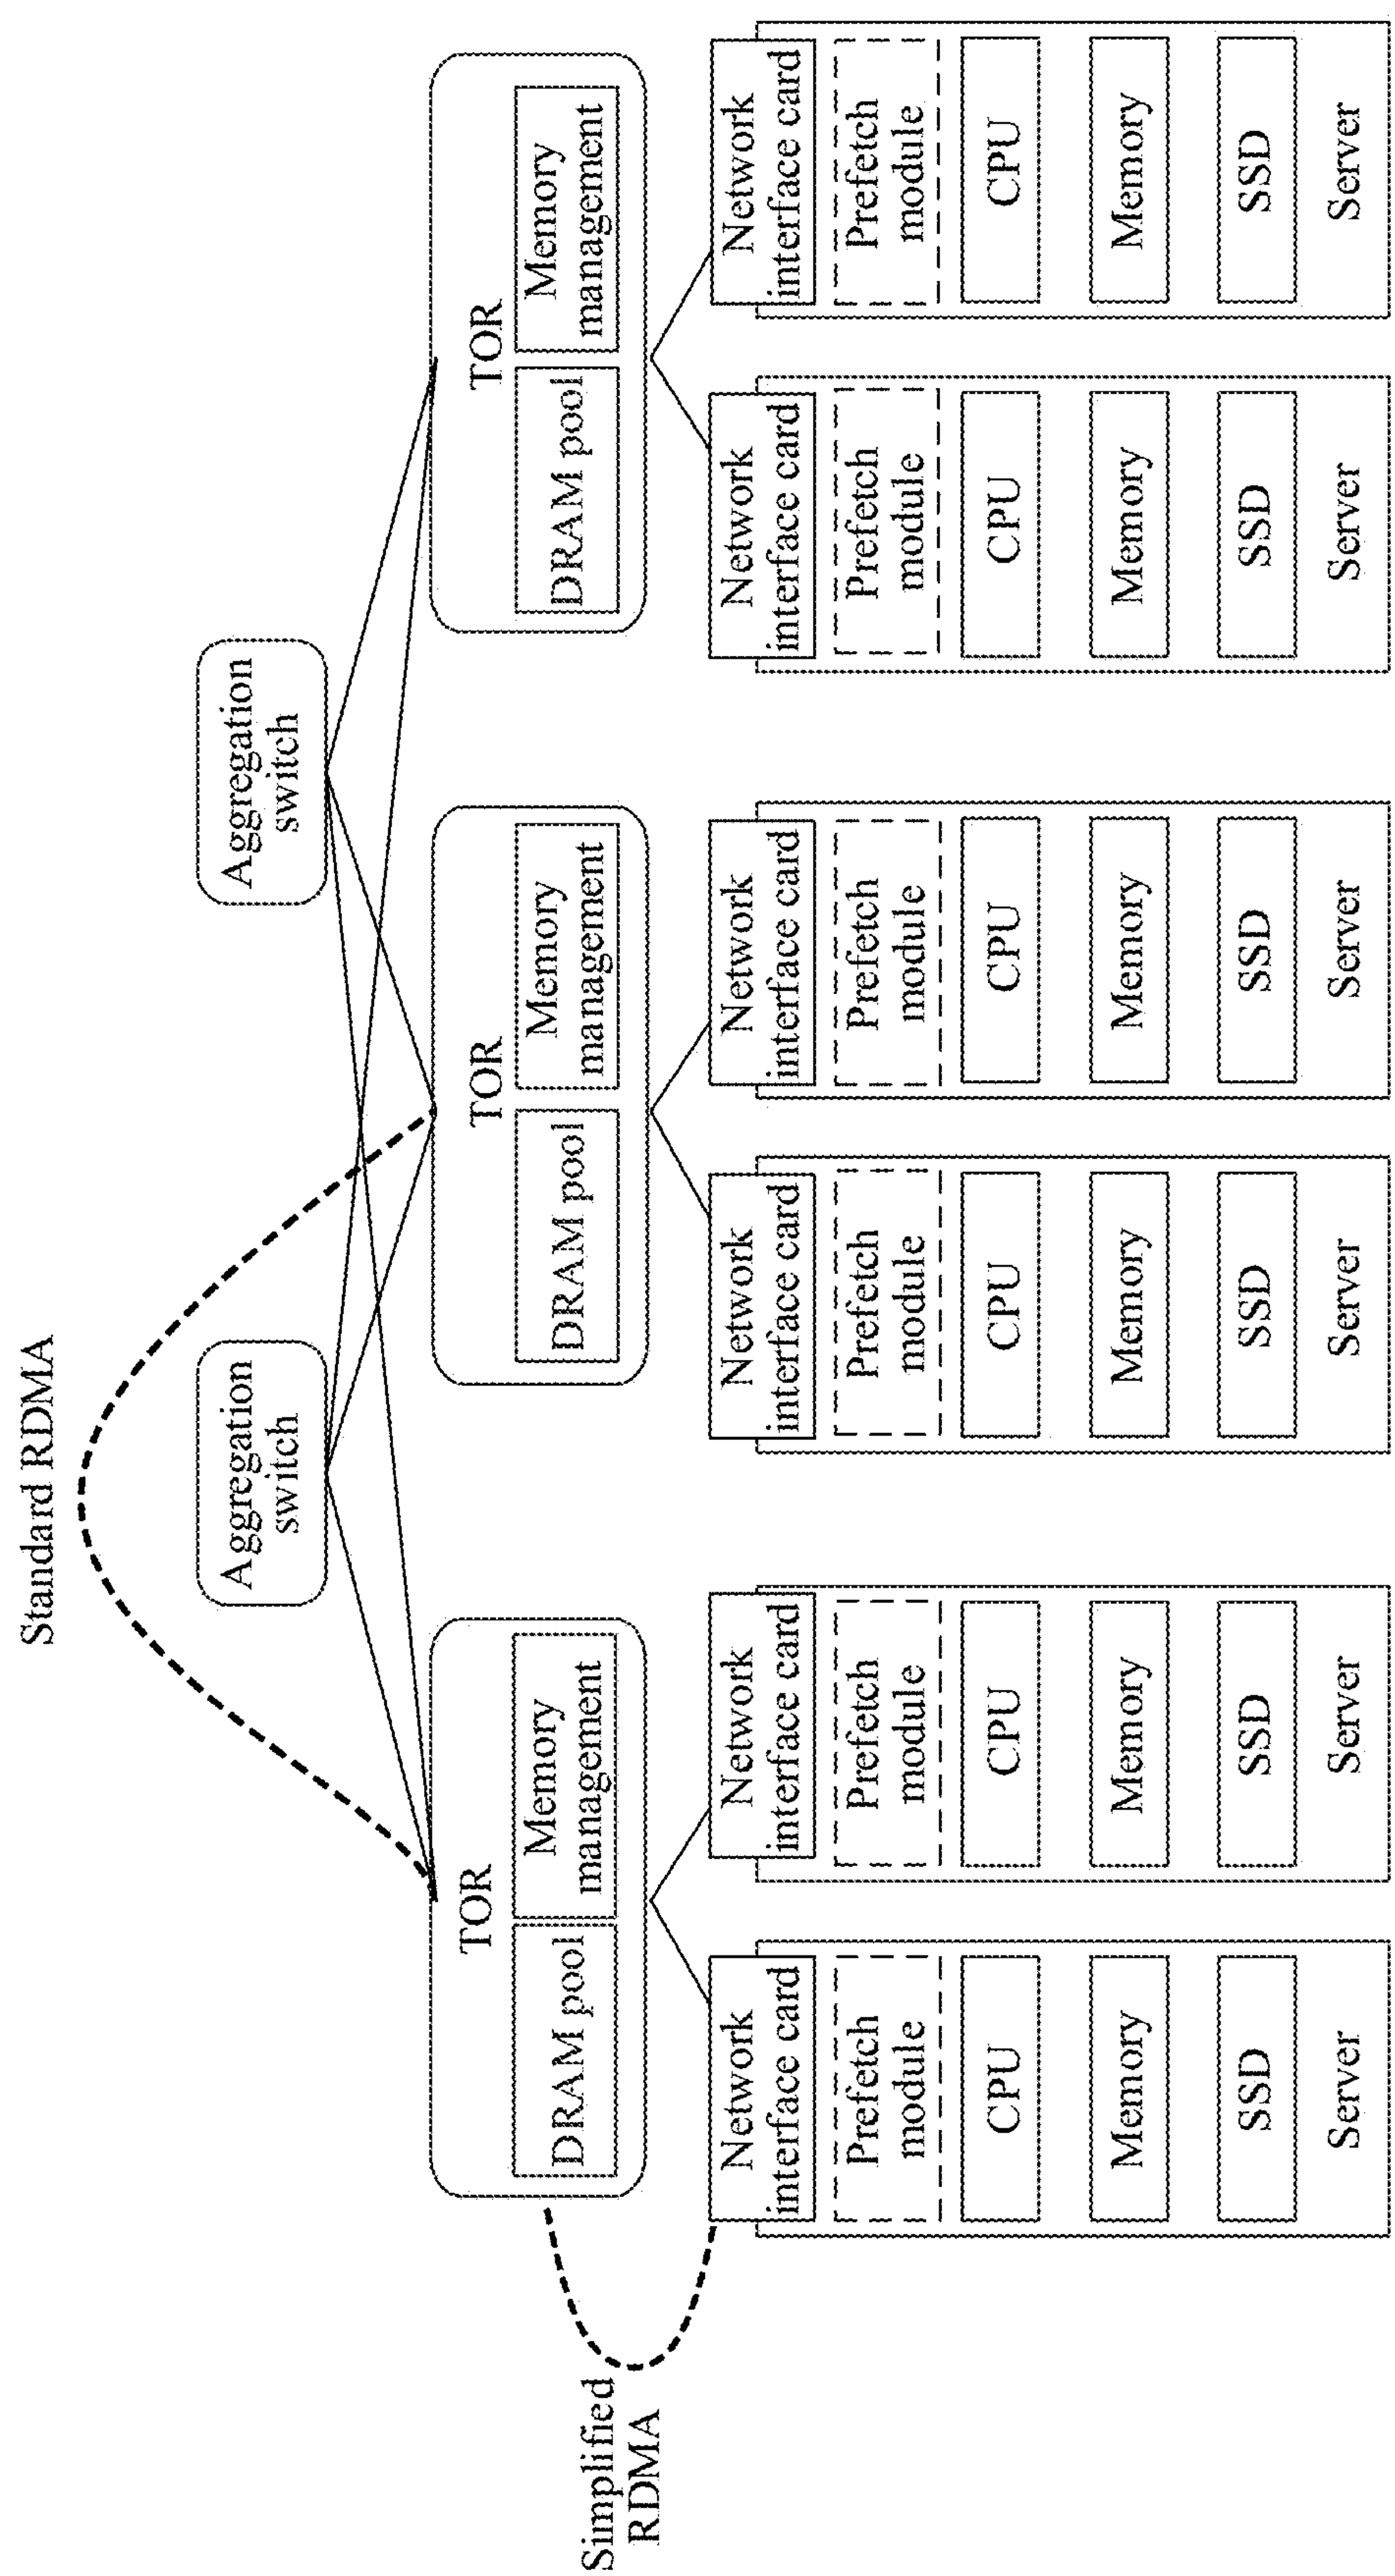 Standard RDMA
Aggregation
switch
Aggregation
switch
TOR
DRAM pool
Memory
management
TOR
DRAM pool
Memory
management
TOR
DRAM pool
Memory
management
Simplified
RDMA
Network
interface card
Prefetch
module
CPU
Memory
SSD
Server
Network
interface card
Prefetch
module
CPU
Memory
SSD
Server
Network
interface card
Prefetch
module
CPU
Memory
SSD
Server
Network
interface card
Prefetch
module
CPU
Memory
SSD
Server
Network
interface card
Prefetch
module
CPU
Memory
SSD
Server
Network
interface card
Prefetch
module
CPU
Memory
SSD
Server